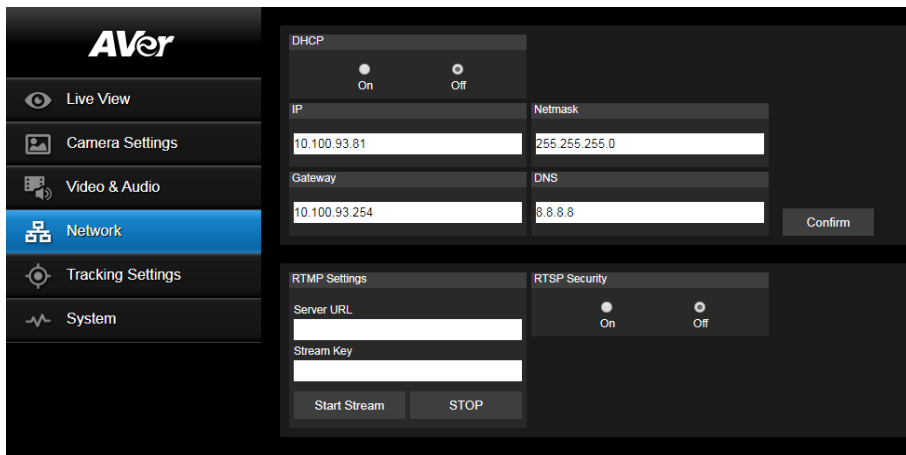 AVer
Live View
Camera Settings
Video & Audio
Network
Tracking Settings
System
DHCP
On Off
IP Netmask
10.100.93.81 255.255.255.0
Gateway DNS
10.100.93.254 8.8.8.8
Confirm
RTMP Settings RTSP Security
Server URL
On Off
Stream Key
Start Stream STOP